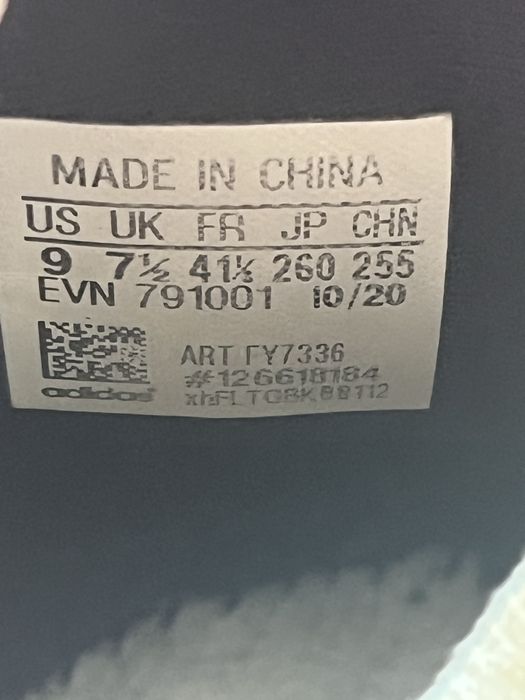 MADE IN CHINA
US UK FR JP CHN
9 7½ 41⅓ 260 255
EVN 791001 10/20
ART FY7336
#126618184
adidas